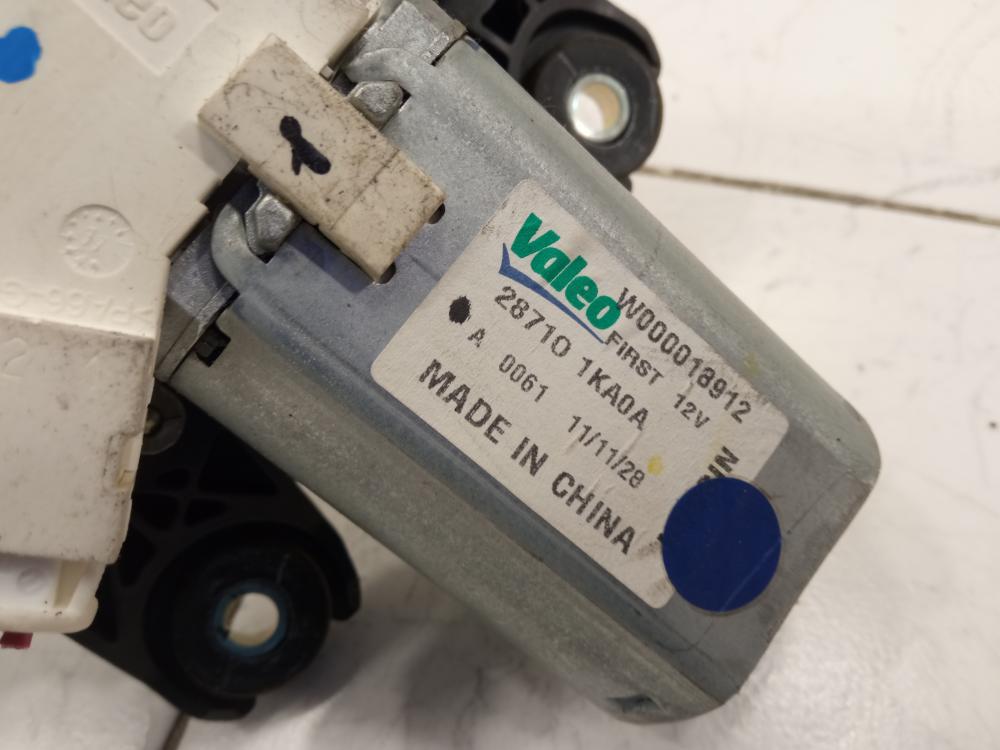 Valeo
W000018912
FIRST 12V
28710 1KA0A
A 0061 11/11/28
MADE IN CHINA